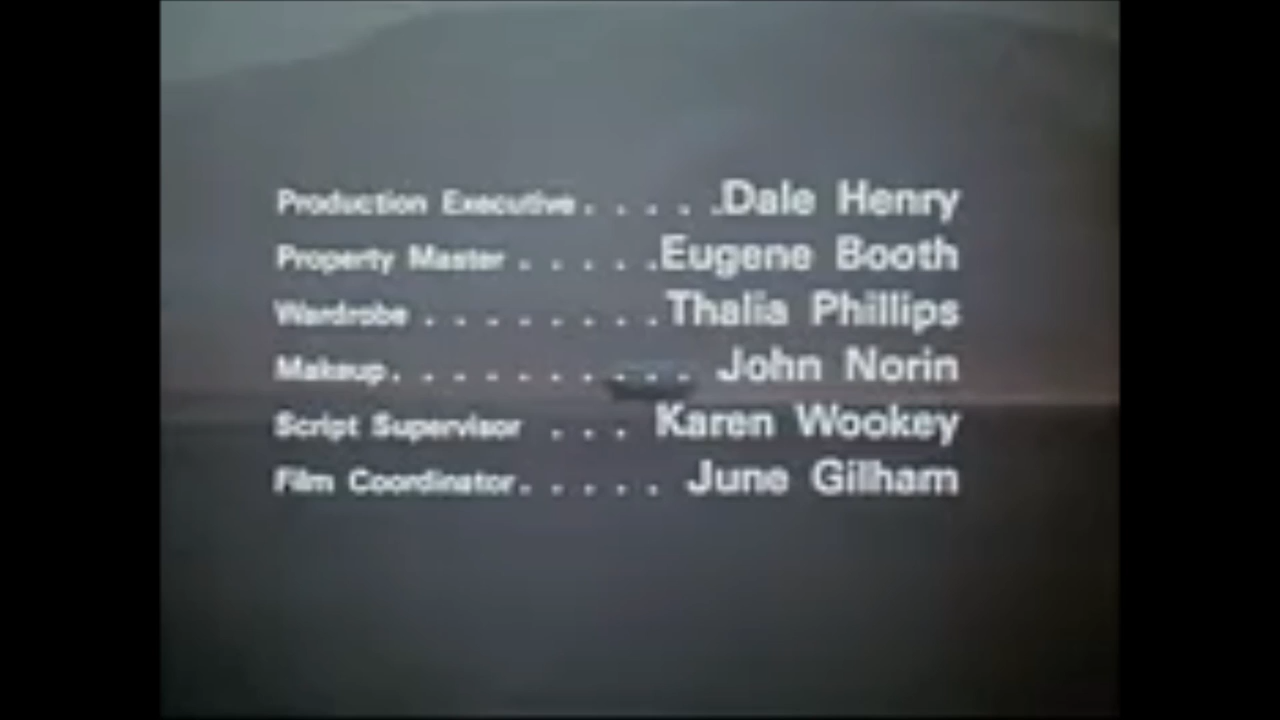 Production Executive. . . . . .Dale Henry
Property Master . . . . .Eugene Booth
Wardrobe . . . . . . . .Thalia Phillips
Makeup. . . . . . . . . . John Norin
Script Supervisor . . . Karen Wookey
Film Coordinator. . . . . June Gilham